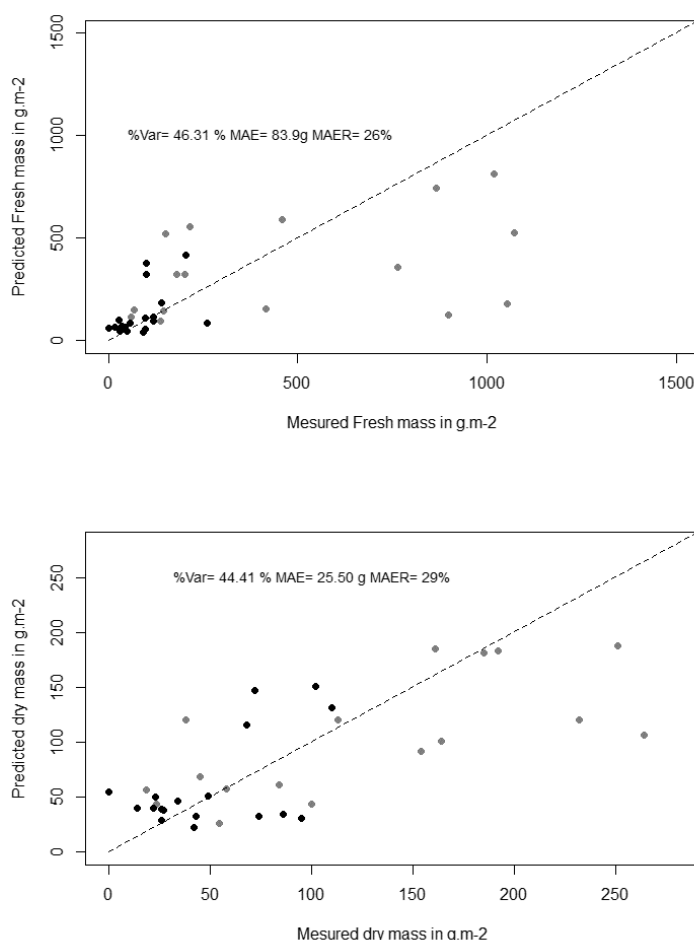 1500
1000
500
0
Predicted Fresh mass in g.m-2
%Var= 46.31 % MAE= 83.9g MAER= 26%
0 500 1000 1500
Mesured Fresh mass in g.m-2
250
200
150
100
50
0
Predicted dry mass in g.m-2
%Var= 44.41 % MAE= 25.50 g MAER= 29%
0 50 100 150 200 250
Mesured dry mass in g.m-2